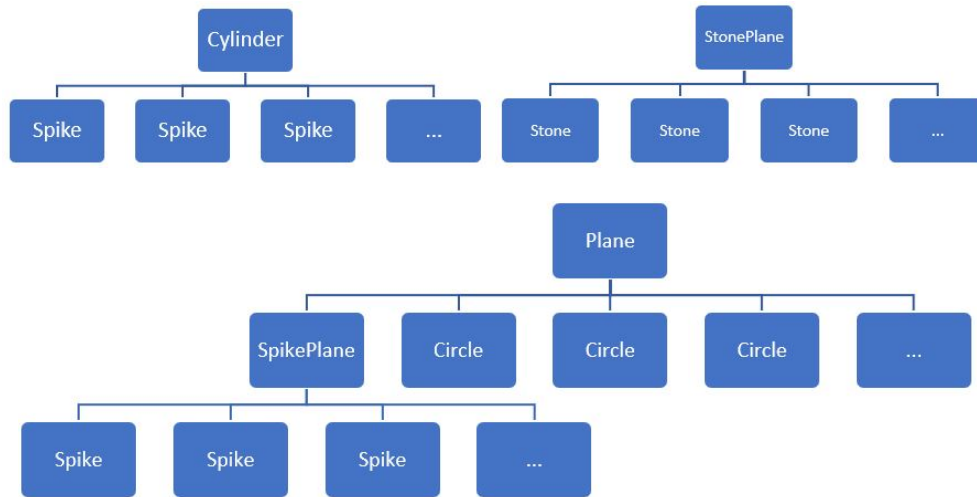 Cylinder
Spike
Spike
Spike
...
StonePlane
Stone
Stone
Stone
...
Plane
SpikePlane
Circle
Circle
Circle
...
Spike
Spike
Spike
...